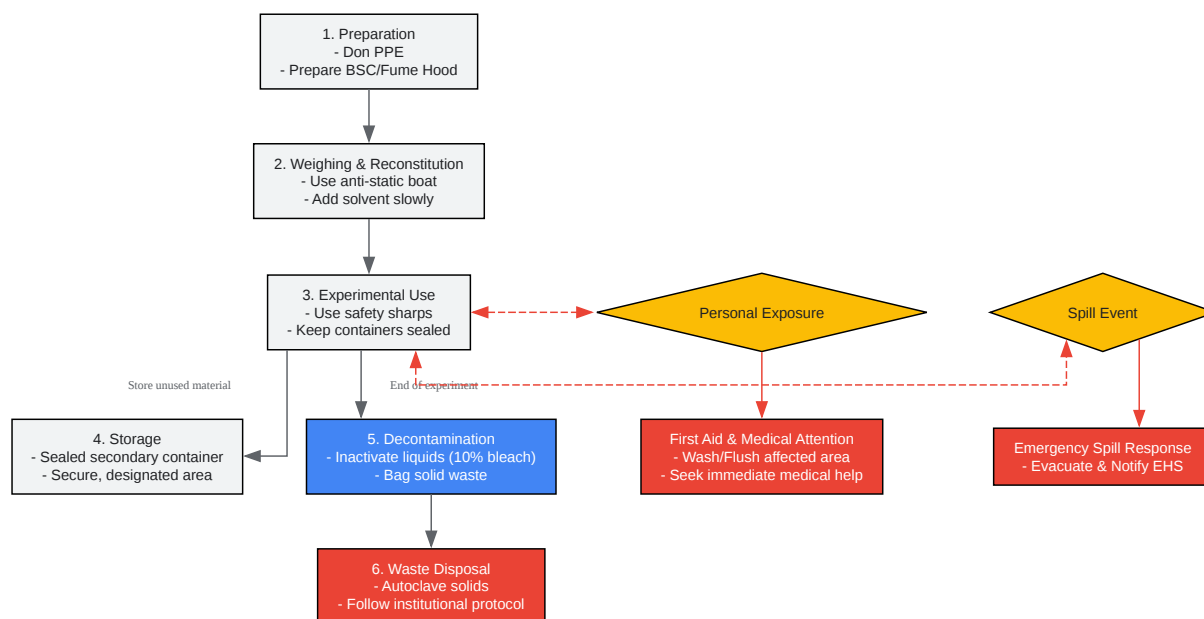 1. Preparation
- Don PPE
- Prepare BSC/Fume Hood
2. Weighing & Reconstitution
- Use anti-static boat
- Add solvent slowly
3. Experimental Use
- Use safety sharps
- Keep containers sealed
Personal Exposure
Spill Event
Store unused material
End of experiment
4. Storage
- Sealed secondary container
- Secure, designated area
5. Decontamination
- Inactivate liquids (10% bleach)
- Bag solid waste
First Aid & Medical Attention
- Wash/Flush affected area
- Seek immediate medical help
Emergency Spill Response
- Evacuate & Notify EHS
6. Waste Disposal
- Autoclave solids
- Follow institutional protocol